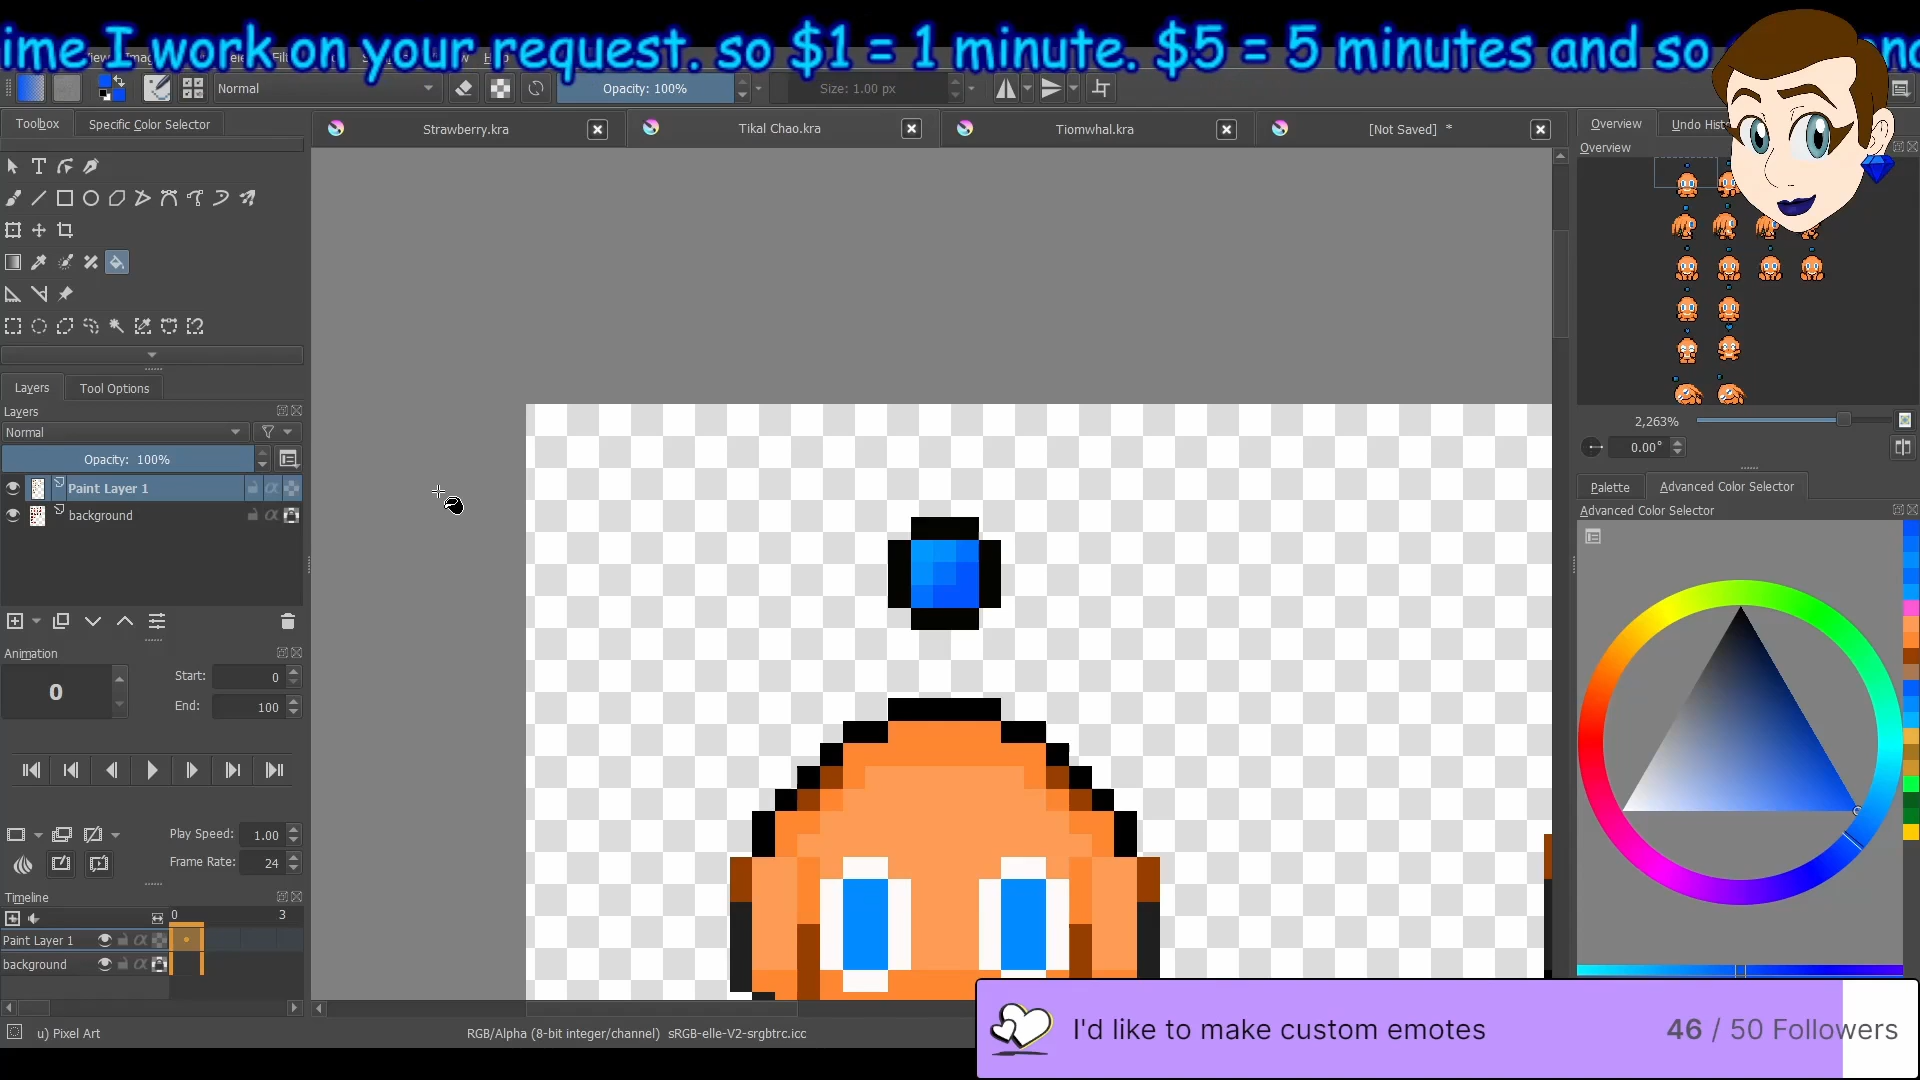 ime I work on your request. so $1 = 1 minute. $5 = 5 minutes and so
Normal
Opacity: 100%
Size: 1.00 px
Toolbox
Specific Color Selector
Strawberry.kra
Tikal Chao.kra
Tiomwhal.kra
[Not Saved] *
Overview
Undo Hist
Overview
Layers
Tool Options
Layers
Normal
Opacity: 100%
Paint Layer 1
background
Animation
0
Start:
0
End:
100
Play Speed:
1.00
Frame Rate:
24
Timeline
0
3
Paint Layer 1
background
2,263%
0.00°
Palette
Advanced Color Selector
Advanced Color Selector
u) Pixel Art
RGB/Alpha (8-bit integer/channel) sRGB-elle-V2-srgbtrc.icc
I'd like to make custom emotes
46 / 50 Followers